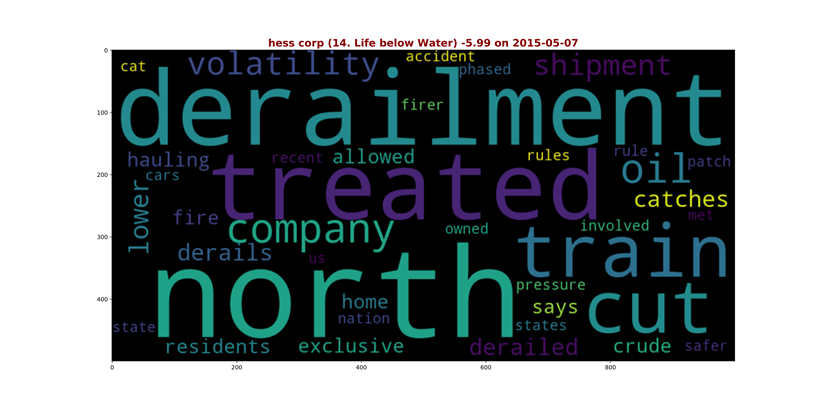 hess corp (14. Life below Water) -5.99 on 2015-05-07
0
100
200
300
400
0 200 400 600 800
cat volatility accident phased shipment
derailment
firer
hauling recent allowed rules rule oil patch
cars
treated
lower catches
fire company owned involved met
derails us train
north
pressure
home says cut
nation
state states
residents exclusive derailed crude safer